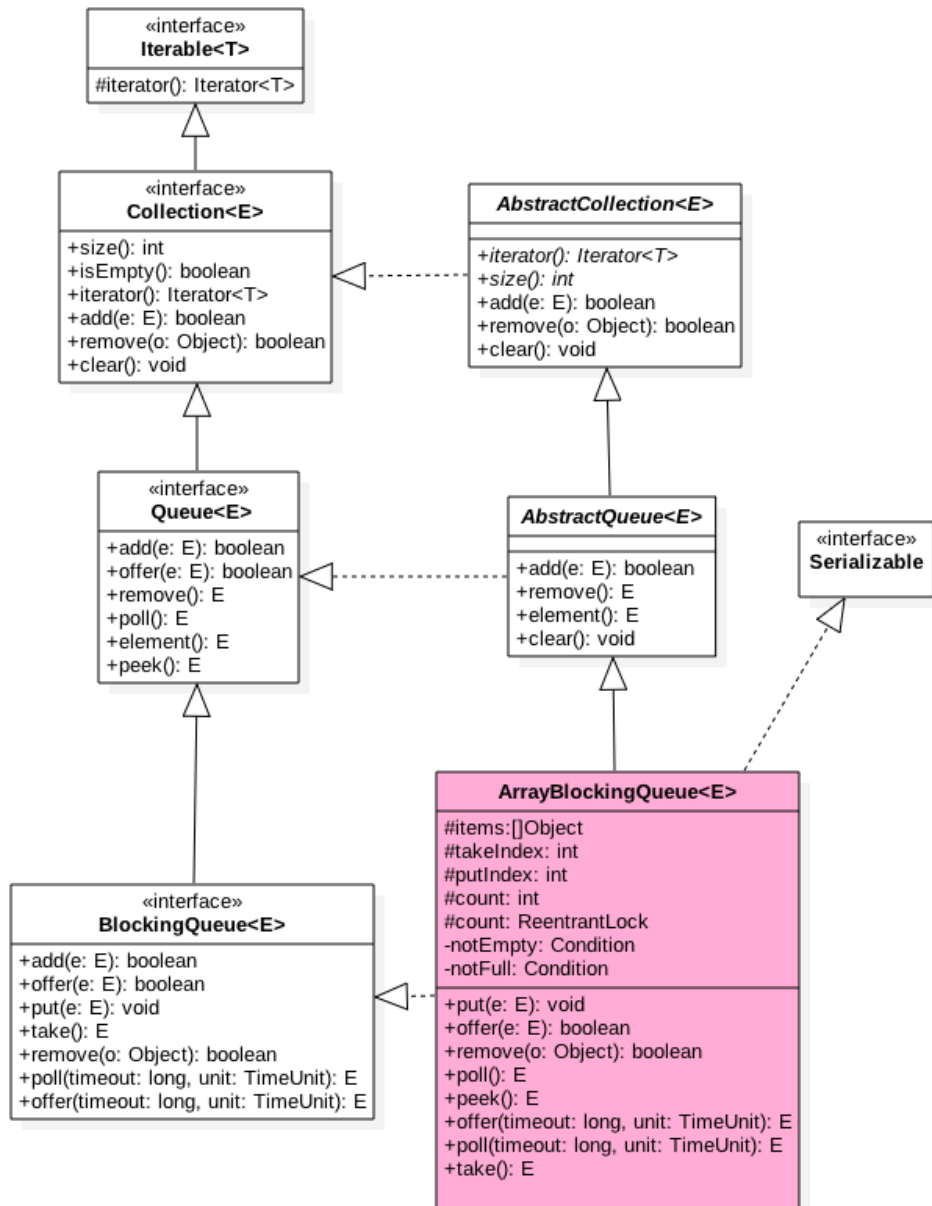 «interface»
Iterable<T>
#iterator(): Iterator<T>
«interface»
Collection<E>
+size(): int
+isEmpty(): boolean
+iterator(): Iterator<T>
+add(e: E): boolean
+remove(o: Object): boolean
+clear(): void
AbstractCollection<E>
+iterator(): Iterator<T>
+size(): int
+add(e: E): boolean
+remove(o: Object): boolean
+clear(): void
«interface»
Queue<E>
+add(e: E): boolean
+offer(e: E): boolean
+remove(): E
+poll(): E
+element(): E
+peek(): E
AbstractQueue<E>
+add(e: E): boolean
+remove(): E
+element(): E
+clear(): void
«interface»
Serializable
«interface»
BlockingQueue<E>
+add(e: E): boolean
+offer(e: E): boolean
+put(e: E): void
+take(): E
+remove(o: Object): boolean
+poll(timeout: long, unit: TimeUnit): E
+offer(timeout: long, unit: TimeUnit): E
ArrayBlockingQueue<E>
#items:[]Object
#takeIndex: int
#putIndex: int
#count: int
#count: ReentrantLock
-notEmpty: Condition
-notFull: Condition
+put(e: E): void
+offer(e: E): boolean
+remove(o: Object): boolean
+poll(): E
+peek(): E
+offer(timeout: long, unit: TimeUnit): E
+poll(timeout: long, unit: TimeUnit): E
+take(): E